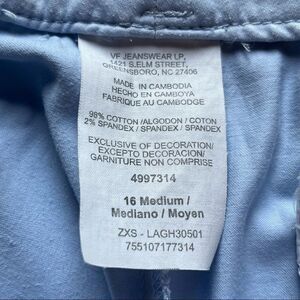 VF JEANSWEAR LP,
1421 S.ELM STREET,
GREENSBORO, NC 27406
MADE IN CAMBODIA
HECHO EN CAMBOYA
FABRIQUE AU CAMBODGE
98% COTTON/ALGODON / COTON
2% SPANDEX / SPANDEX / SPANDEX
EXCLUSIVE OF DECORATION/
EXCEPTO DECORACION/
GARNITURE NON COMPRISE
4997314
16 Medium /
Mediano / Moyen
ZXS - LAGH30501
755107177314